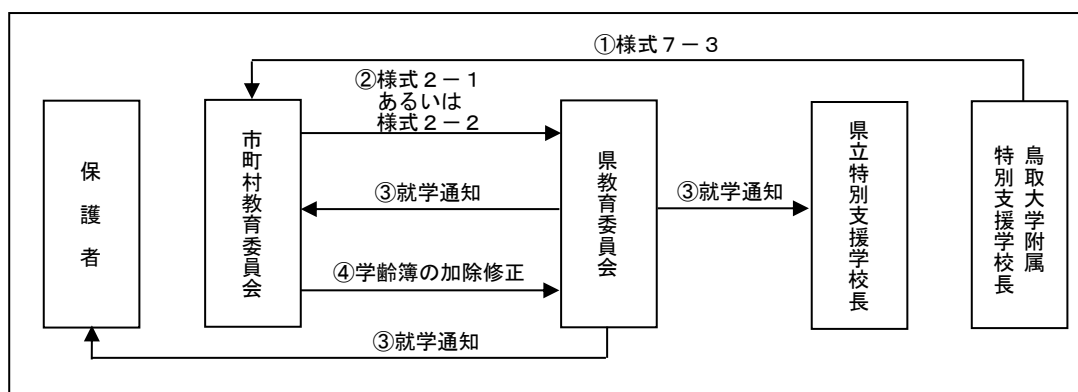 ①様式７－３
②様式２－１
あるいは
様式２－２
保護者
市町村教育委員会
③就学通知
④学齢簿の加除修正
県教育委員会
③就学通知
県立特別支援学校長
鳥取大学附属
特別支援学校長
③就学通知